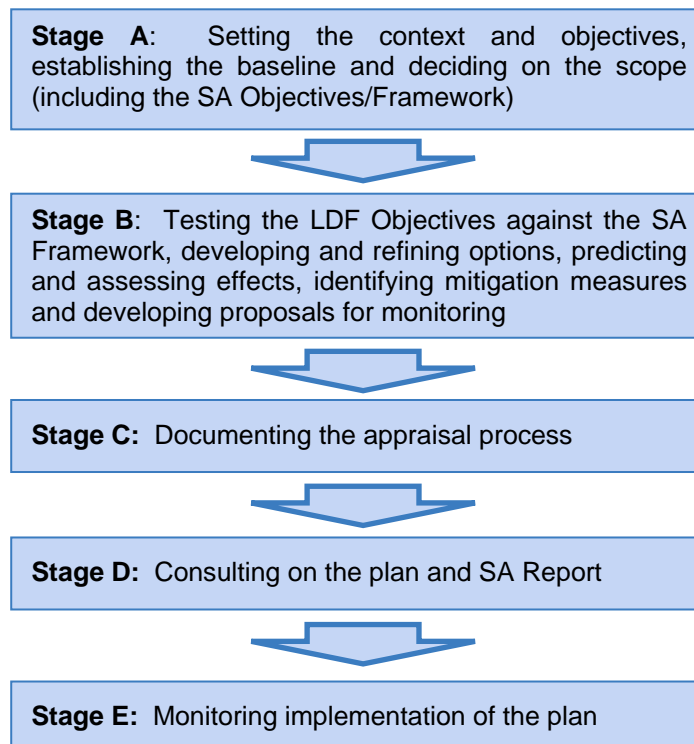 Stage A: Setting the context and objectives,
establishing the baseline and deciding on the scope
(including the SA Objectives/Framework)
Stage B: Testing the LDF Objectives against the SA
Framework, developing and refining options, predicting
and assessing effects, identifying mitigation measures
and developing proposals for monitoring
Stage C: Documenting the appraisal process
Stage D: Consulting on the plan and SA Report
Stage E: Monitoring implementation of the plan